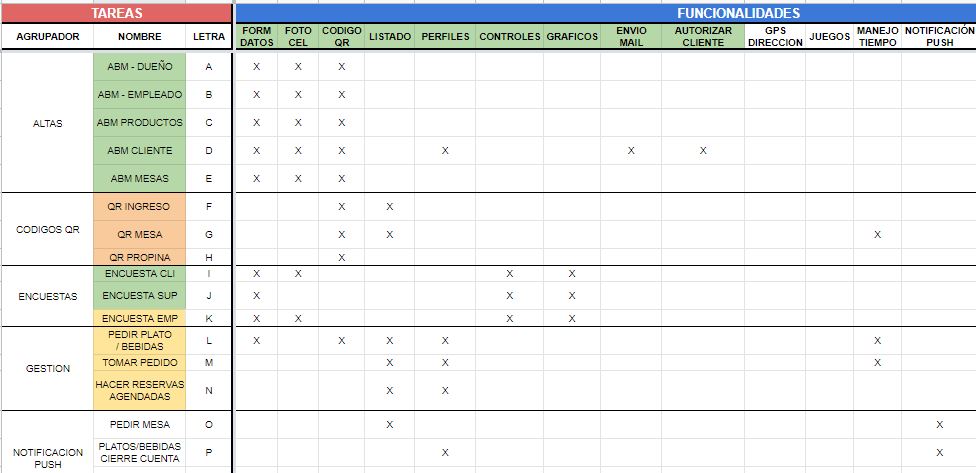 TAREAS FUNCIONALIDADES
AGRUPADOR NOMBRE LETRA FORM DATOS FOTO CEL CODIGO QR LISTADO PERFILES CONTROLES GRAFICOS ENVIO MAIL AUTORIZAR CLIENTE GPS DIRECCION JUEGOS MANEJO TIEMPO NOTIFICACIÓN PUSH
ALTAS
ABM - DUEÑO A X X X
ABM - EMPLEADO B X X X
ABM PRODUCTOS C X X X
ABM CLIENTE D X X X X X X
ABM MESAS E X X X
CODIGOS QR
QR INGRESO F X X
QR MESA G X X X
QR PROPINA H X
ENCUESTAS
ENCUESTA CLI I X X X X
ENCUESTA SUP J X X X
ENCUESTA EMP K X X X X
GESTION
PEDIR PLATO / BEBIDAS L X X X X X
TOMAR PEDIDO M X X X
HACER RESERVAS AGENDADAS N X X
NOTIFICACION PUSH
PEDIR MESA O X X
PLATOS/BEBIDAS CIERRE CUENTA P X X